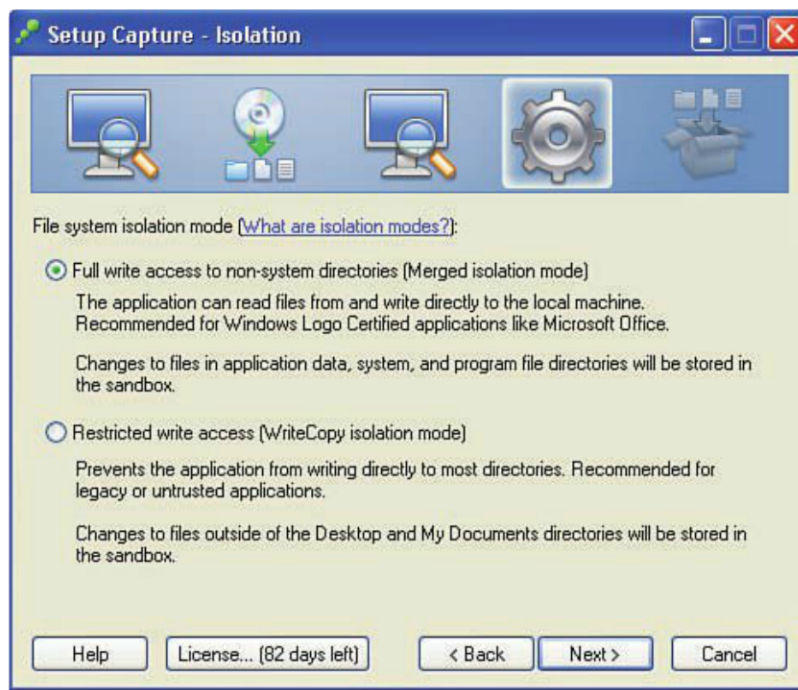 Setup Capture - Isolation
File system isolation mode (What are isolation modes?):
Full write access to non-system directories (Merged isolation mode)
The application can read files from and write directly to the local machine.
Recommended for Windows Logo Certified applications like Microsoft Office.
Changes to files in application data, system, and program file directories will be stored in
the sandbox.
Restricted write access (WriteCopy isolation mode)
Prevents the application from writing directly to most directories. Recommended for
legacy or untrusted applications.
Changes to files outside of the Desktop and My Documents directories will be stored in
the sandbox.
Help License... (82 days left) < Back Next > Cancel